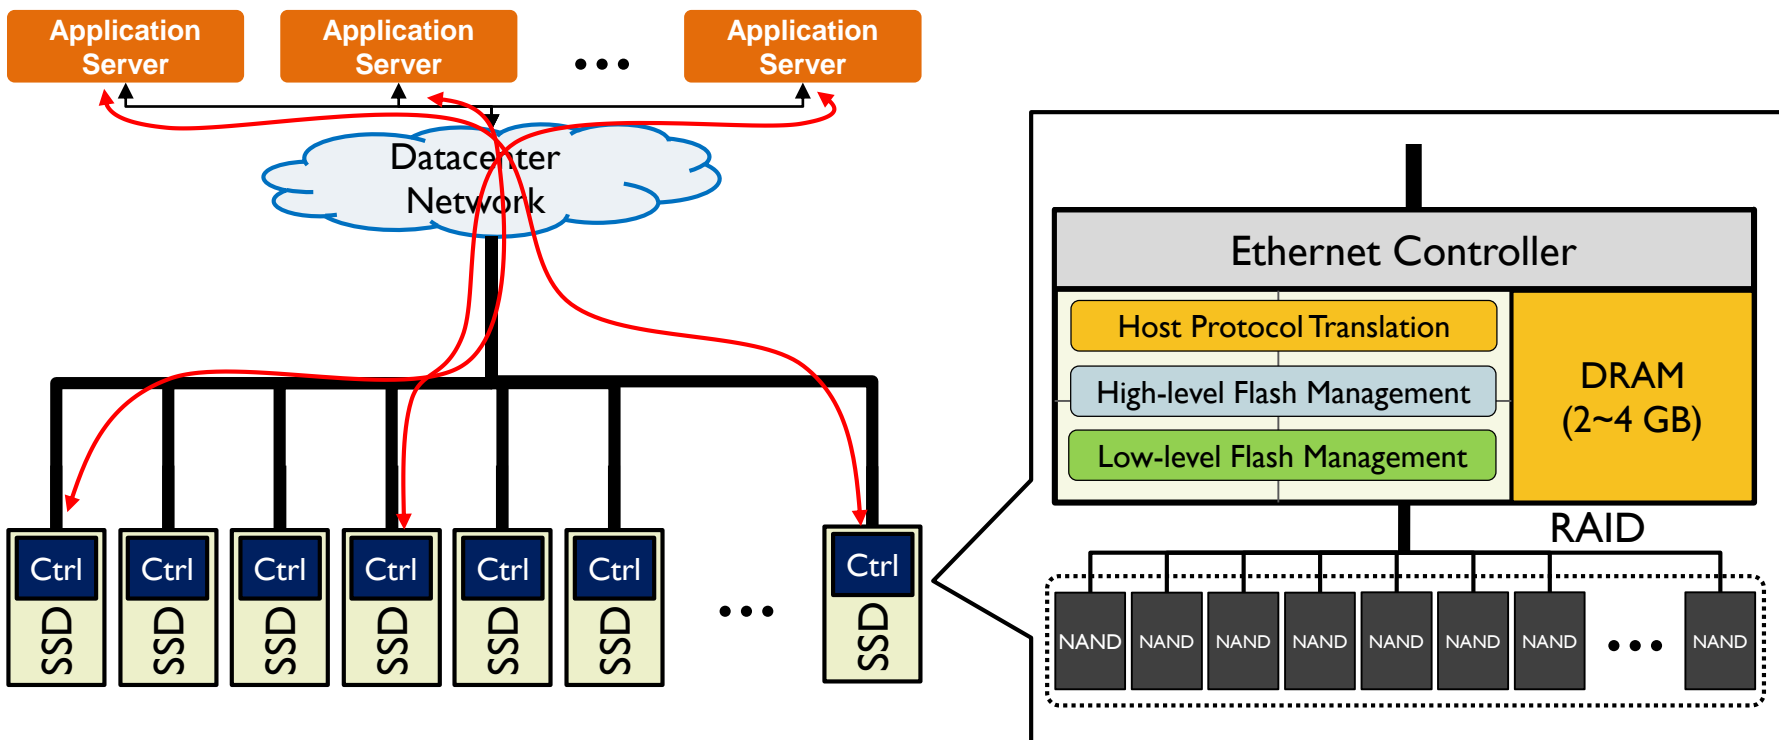 Application
Server
Application
Server
...
Application
Server
Datacenter
Network
Ctrl
SSD
Ctrl
SSD
Ctrl
SSD
Ctrl
SSD
Ctrl
SSD
Ctrl
SSD
...
Ctrl
SSD
Ethernet Controller
Host Protocol Translation
High-level Flash Management
Low-level Flash Management
DRAM
(2~4 GB)
RAID
NAND
NAND
NAND
NAND
NAND
NAND
NAND
...
NAND